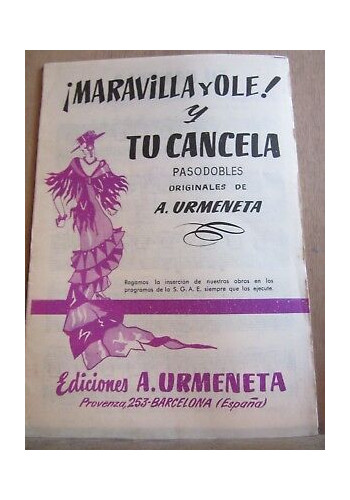 ¡MARAVILLA Y OLE!
y
TU CANCELA
PASODOBLES
ORIGINALES DE
A. URMENETA
Rogamos la inserción de nuestras obras en los
programas de la S. G. A. E. siempre que las ejecute.
Ediciones A. URMENETA
Provenza, 253-BARCELONA (España)